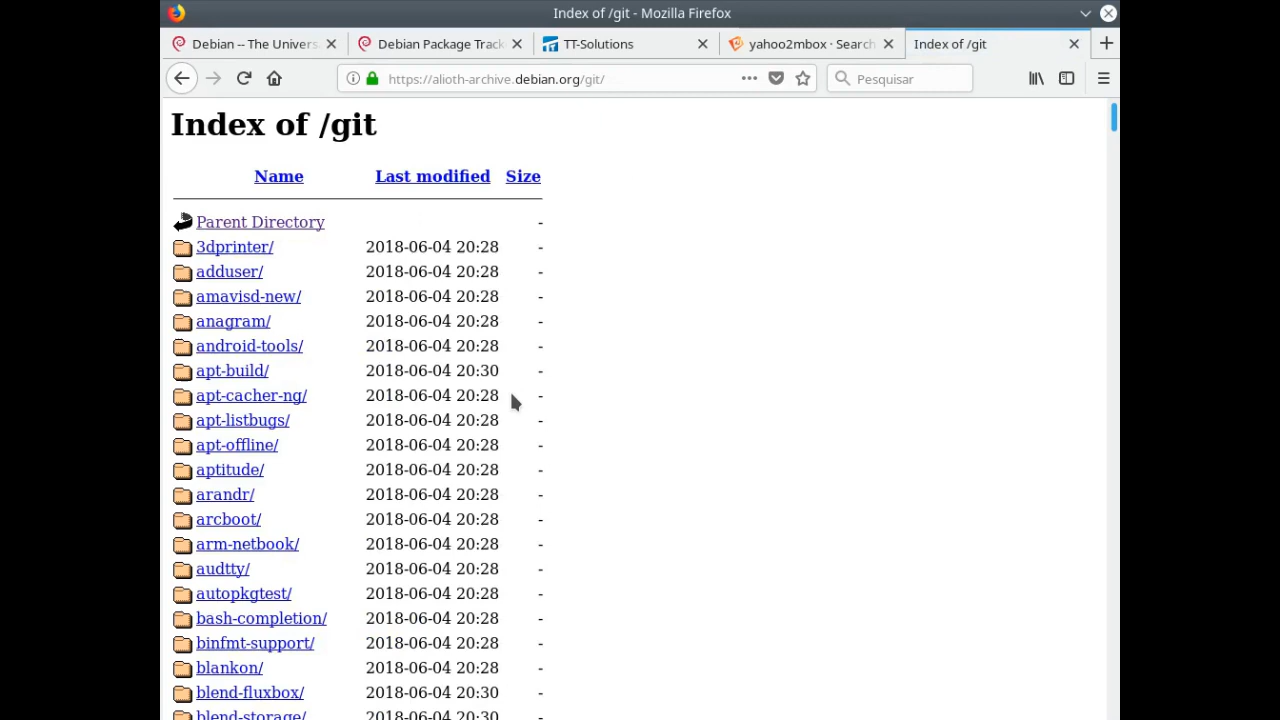 Index of /git - Mozilla Firefox
Debian -- The Univers
Debian Package Track
TT-Solutions
yahoo2mbox · Search
Index of /git
https://alioth-archive.debian.org/git/
Pesquisar
Index of /git
Name Last modified Size
Parent Directory -
3dprinter/ 2018-06-04 20:28 -
adduser/ 2018-06-04 20:28 -
amavisd-new/ 2018-06-04 20:28 -
anagram/ 2018-06-04 20:28 -
android-tools/ 2018-06-04 20:28 -
apt-build/ 2018-06-04 20:30 -
apt-cacher-ng/ 2018-06-04 20:28 -
apt-listbugs/ 2018-06-04 20:28 -
apt-offline/ 2018-06-04 20:28 -
aptitude/ 2018-06-04 20:28 -
arandr/ 2018-06-04 20:28 -
arcboot/ 2018-06-04 20:28 -
arm-netbook/ 2018-06-04 20:28 -
audtty/ 2018-06-04 20:28 -
autopkgtest/ 2018-06-04 20:28 -
bash-completion/ 2018-06-04 20:28 -
binfmt-support/ 2018-06-04 20:28 -
blankon/ 2018-06-04 20:28 -
blend-fluxbox/ 2018-06-04 20:30 -
blend-storage/ 2018-06-04 20:30 -